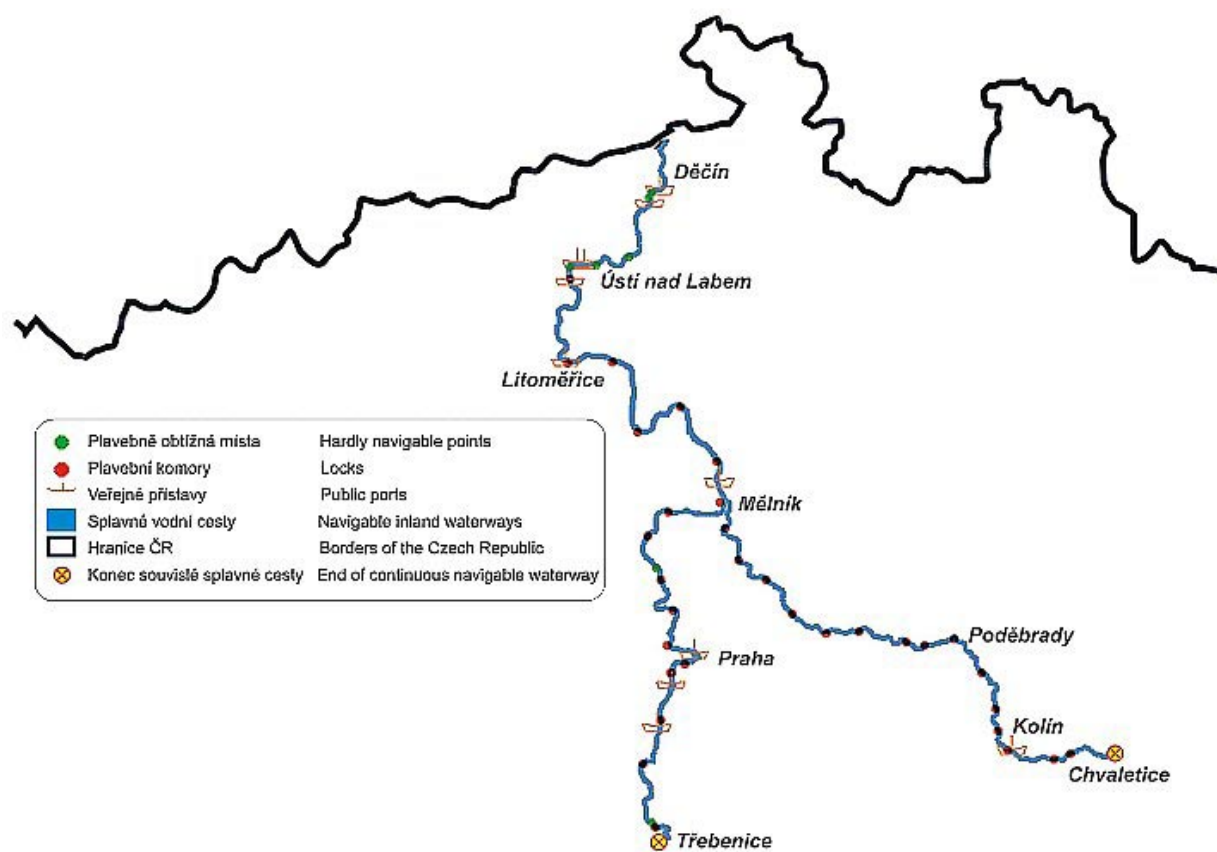 Děčín
Ústí nad Labem
Litoměřice
Plavebně obtížná místa Hardly navigable points
Plavební komory Locks
Veřejné přístavy Public ports
Mělník
Splavné vodní cesty Navigable inland waterways
Hranice ČR Borders of the Czech Republic
Konec souvislé splavné cesty End of continuous navigable waterway
Poděbrady
Praha
Kolín
Chvaletice
Třebenice